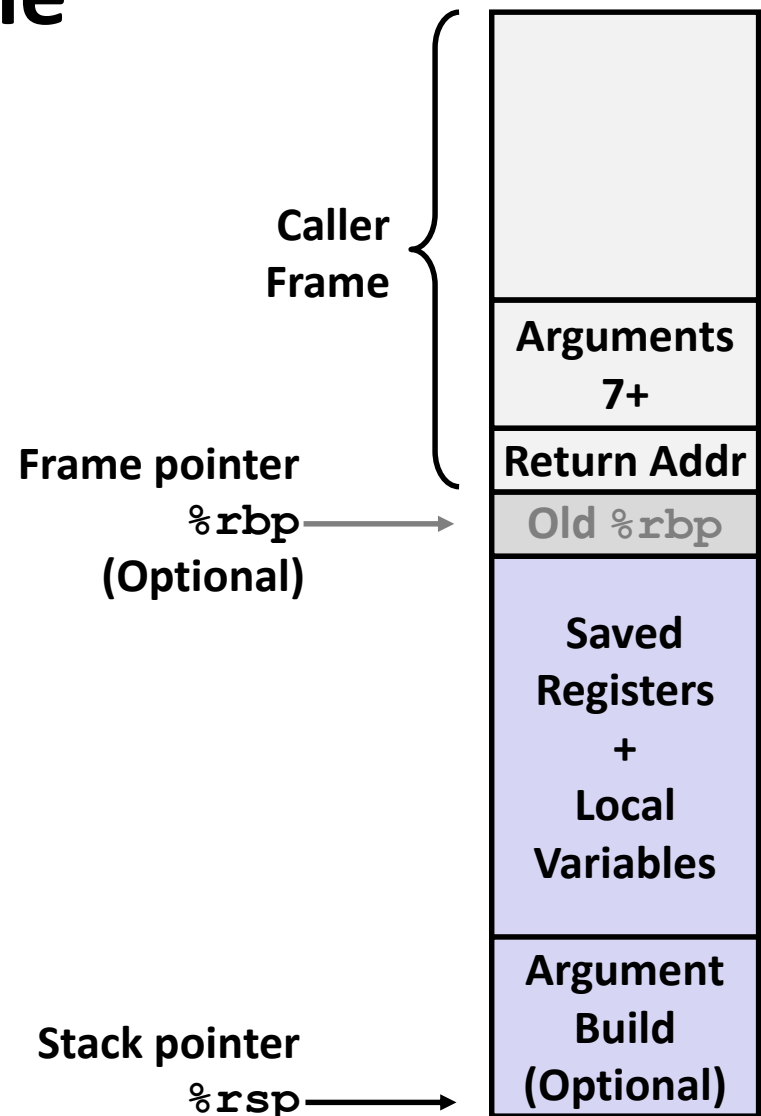 Caller
Frame
Arguments
7+
Return Addr
Frame pointer
%rbp
(Optional)
Old %rbp
Saved
Registers
+
Local
Variables
Argument
Build
(Optional)
Stack pointer
%rsp